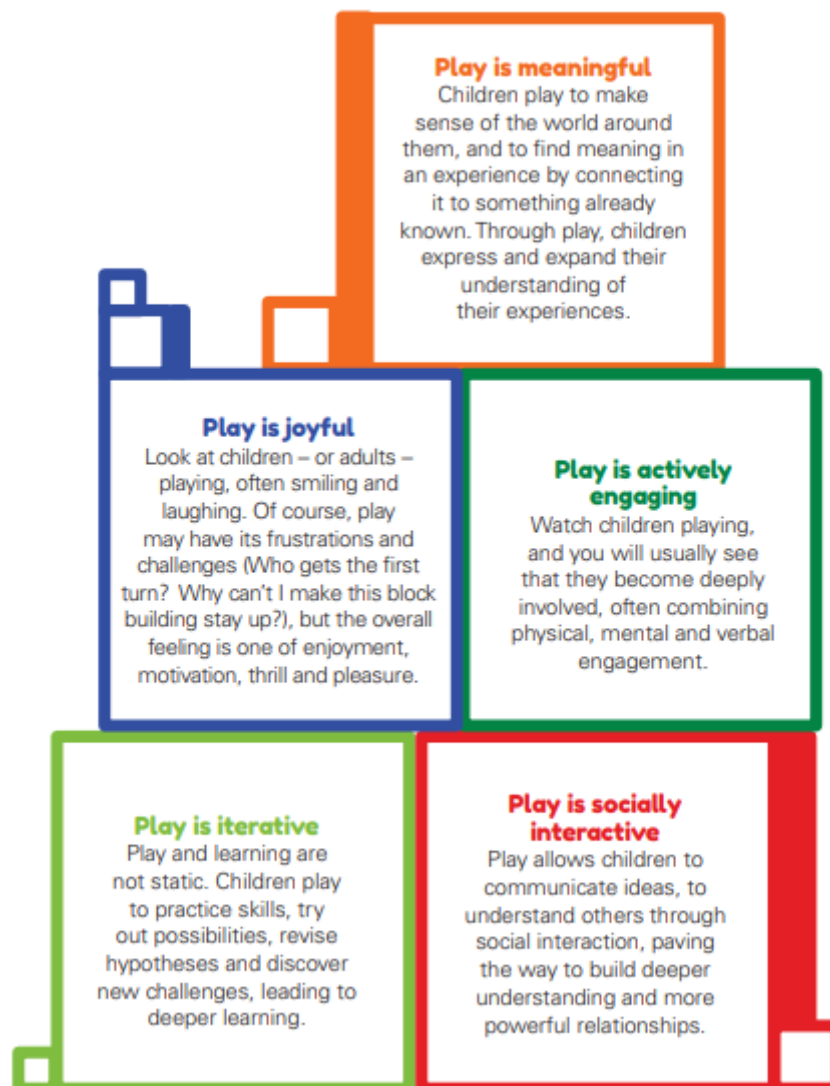 Play is meaningful
Children play to make
sense of the world around
them, and to find meaning in
an experience by connecting
it to something already
known. Through play, children
express and expand their
understanding of
their experiences.
Play is joyful
Look at children – or adults –
playing, often smiling and
laughing. Of course, play
may have its frustrations and
challenges (Who gets the first
turn? Why can't I make this block
building stay up?), but the overall
feeling is one of enjoyment,
motivation, thrill and pleasure.
Play is actively
engaging
Watch children playing,
and you will usually see
that they become deeply
involved, often combining
physical, mental and verbal
engagement.
Play is iterative
Play and learning are
not static. Children play
to practice skills, try
out possibilities, revise
hypotheses and discover
new challenges, leading to
deeper learning.
Play is socially
interactive
Play allows children to
communicate ideas, to
understand others through
social interaction, paving
the way to build deeper
understanding and more
powerful relationships.